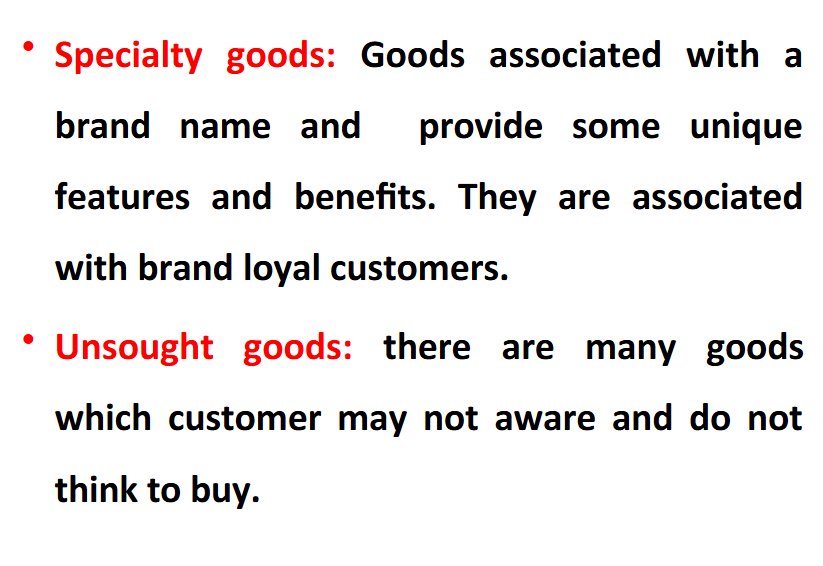 • Specialty goods: Goods associated with a
brand name and provide some unique
features and benefits. They are associated
with brand loyal customers.
• Unsought goods: there are many goods
which customer may not aware and do not
think to buy.